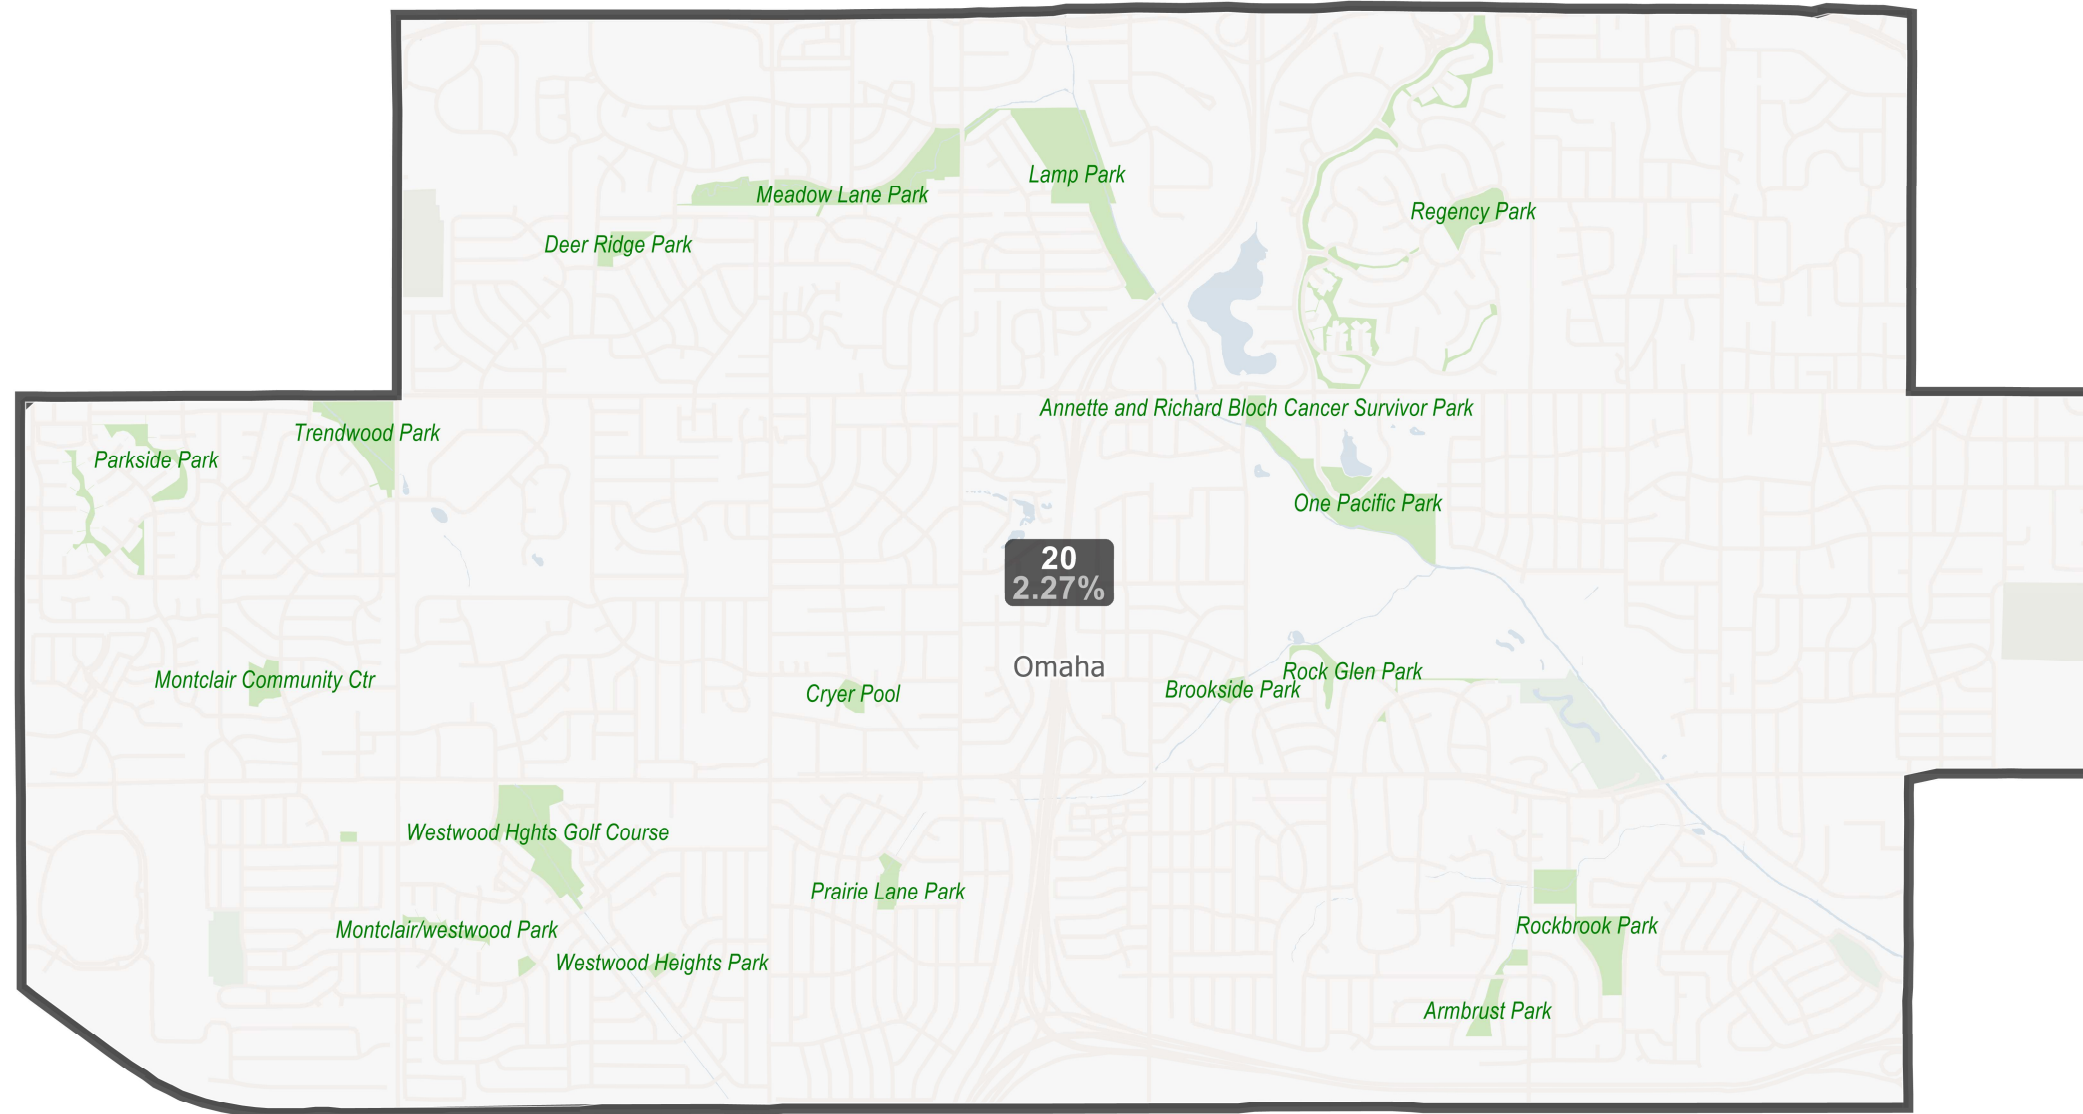 Lamp Park
Meadow Lane Park
Regency Park
Deer Ridge Park
Annette and Richard Bloch Cancer Survivor Park
Trendwood Park
Parkside Park
One Pacific Park
20
2.27%
Omaha
Rock Glen Park
Montclair Community Ctr
Brookside Park
Cryer Pool
Westwood Hghts Golf Course
Prairie Lane Park
Rockbrook Park
Montclair/westwood Park
Westwood Heights Park
Armbrust Park